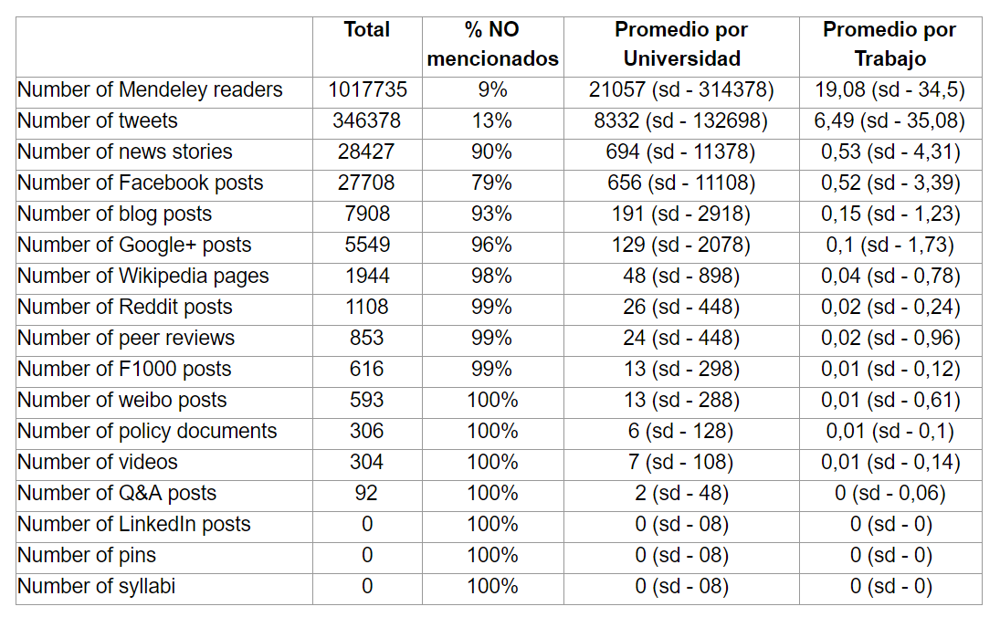 Total % NO mencionados Promedio por Universidad Promedio por Trabajo
Number of Mendeley readers 1017735 9% 21057 (sd - 314378) 19,08 (sd - 34,5)
Number of tweets 346378 13% 8332 (sd - 132698) 6,49 (sd - 35,08)
Number of news stories 28427 90% 694 (sd - 11378) 0,53 (sd - 4,31)
Number of Facebook posts 27708 79% 656 (sd - 11108) 0,52 (sd - 3,39)
Number of blog posts 7908 93% 191 (sd - 2918) 0,15 (sd - 1,23)
Number of Google+ posts 5549 96% 129 (sd - 2078) 0,1 (sd - 1,73)
Number of Wikipedia pages 1944 98% 48 (sd - 898) 0,04 (sd - 0,78)
Number of Reddit posts 1108 99% 26 (sd - 448) 0,02 (sd - 0,24)
Number of peer reviews 853 99% 24 (sd - 448) 0,02 (sd - 0,96)
Number of F1000 posts 616 99% 13 (sd - 298) 0,01 (sd - 0,12)
Number of weibo posts 593 100% 13 (sd - 288) 0,01 (sd - 0,61)
Number of policy documents 306 100% 6 (sd - 128) 0,01 (sd - 0,1)
Number of videos 304 100% 7 (sd - 108) 0,01 (sd - 0,14)
Number of Q&A posts 92 100% 2 (sd - 48) 0 (sd - 0,06)
Number of LinkedIn posts 0 100% 0 (sd - 08) 0 (sd - 0)
Number of pins 0 100% 0 (sd - 08) 0 (sd - 0)
Number of syllabi 0 100% 0 (sd - 08) 0 (sd - 0)